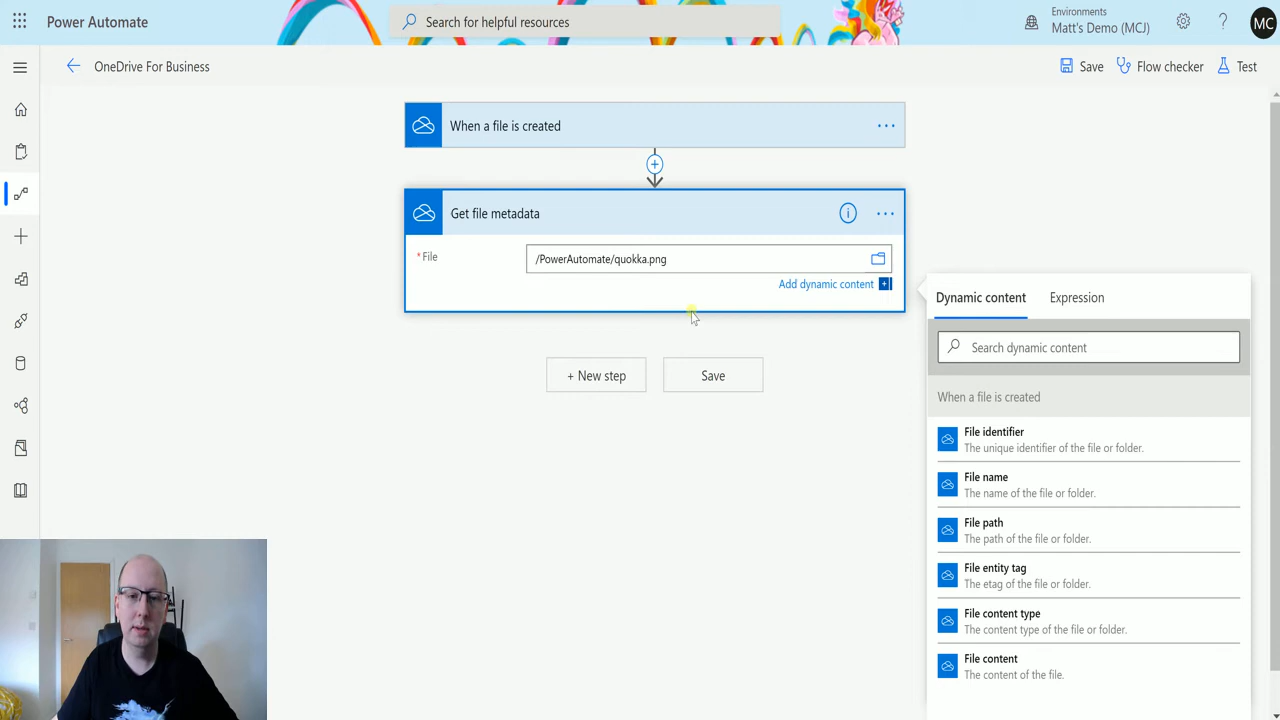 Power Automate
Search for helpful resources
Environments
Matt's Demo (MCJ)
MC
OneDrive For Business
Save
Flow checker
Test
When a file is created
Get file metadata
* File
/PowerAutomate/quokka.png
Add dynamic content
+ New step
Save
Dynamic content
Expression
Search dynamic content
When a file is created
File identifier
The unique identifier of the file or folder.
File name
The name of the file or folder.
File path
The path of the file or folder.
File entity tag
The etag of the file or folder.
File content type
The content type of the file or folder.
File content
The content of the file.